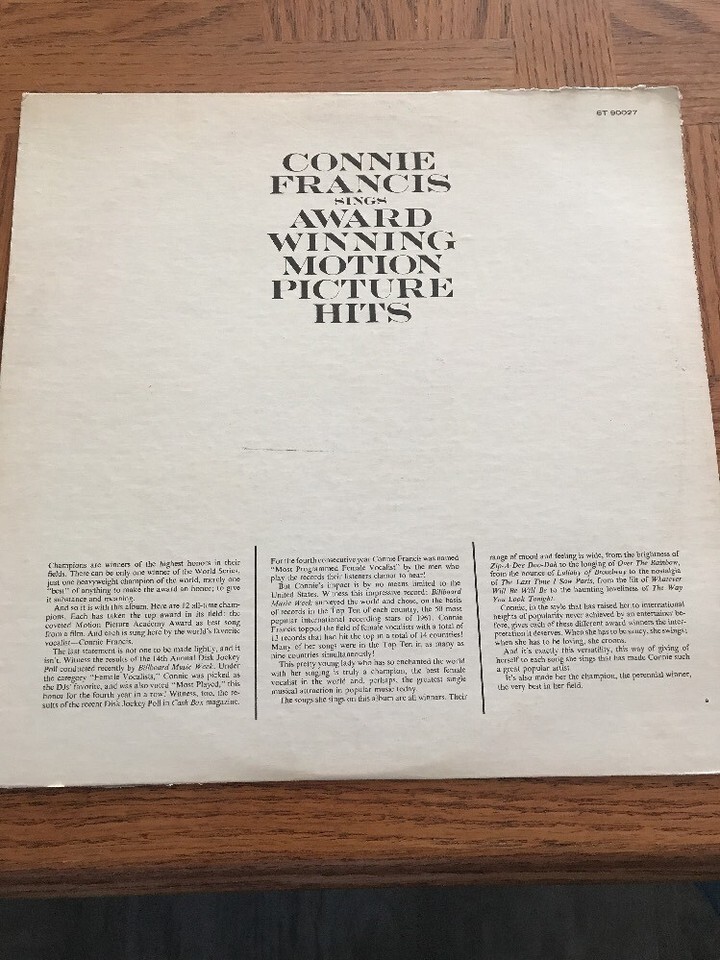 6T 90027
CONNIE
FRANCIS
SINGS
AWARD
WINNING
MOTION
PICTURE
HITS
Champions are winners of the highest honors in their
fields. There can be only one winner of the World Series,
just one heavyweight champion of the world, merely one
"best" of anything to make the award an honor; to give
it substance and meaning.
And so it is with this album. Here are 12 all-time cham-
pions. Each has taken the top award in its field: the
coveted Motion Picture Academy Award as best song
from a film. And each is sung here by the world's favorite
vocalist—Connie Francis.
The last statement is not one to be made lightly, and it
isn't. Witness the results of the 14th Annual Disk Jockey
Poll conducted recently by Billboard Music Week. Under
the category "Female Vocalists," Connie was picked as
the DJs' favorite, and was also voted "Most Played," this
honor for the fourth year in a row! Witness, too, the re-
sults of the recent Disk Jockey Poll in Cash Box magazine.
For the fourth consecutive year Connie Francis was named
"Most Programmed Female Vocalist" by the men who
play the records their listeners clamor to hear!
But Connie's impact is by no means limited to the
United States. Witness this impressive record: Billboard
Music Week surveyed the world and chose, on the basis
of records in the Top Ten of each country, the 50 most
popular international recording stars of 1961. Connie
Francis topped the field of female vocalists with a total of
12 records that had hit the top in a total of 14 countries!
Many of her songs were in the Top Ten in as many as
nine countries simultaneously!
This pretty young lady who has enchanted the world
with her singing is truly a champion, the best female
vocalist in the world and, perhaps, the greatest single
musical attraction in popular music today.
The songs she sings on this album are all winners. Their
range of mood and feeling is wide, from the brightness of
Zip-A-Dee Doo-Dah to the longing of Over The Rainbow,
from the bounce of Lullaby of Broadway to the nostalgia
of The Last Time I Saw Paris, from the lilt of Whatever
Will Be Will Be to the haunting loveliness of The Way
You Look Tonight.
Connie, in the style that has raised her to international
heights of popularity never achieved by an entertainer be-
fore, gives each of these different award winners the inter-
pretation it deserves. When she has to be saucy, she swings;
when she has to be loving, she croons.
And it's exactly this versatility, this way of giving of
herself to each song she sings that has made Connie such
a great popular artist.
It's also made her the champion, the perennial winner,
the very best in her field.